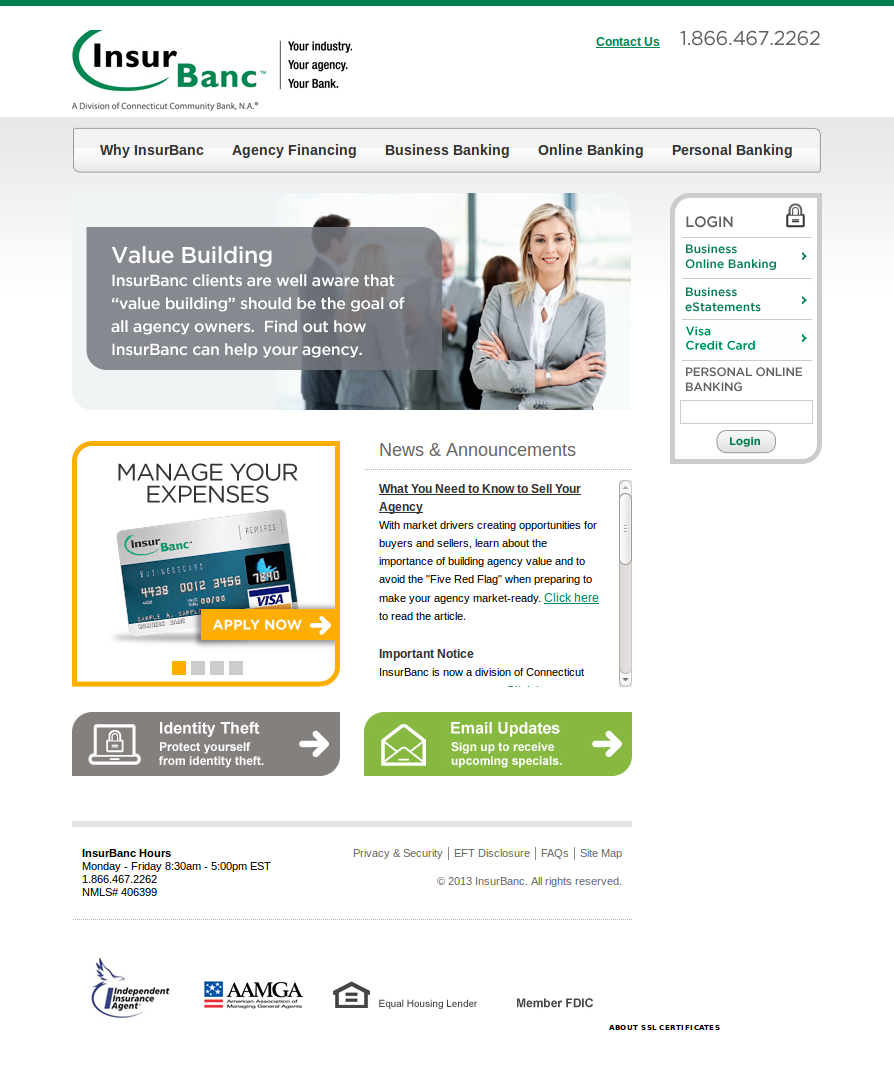 Contact Us 1.866.467.2262
Insur
Banc™
Your industry.
Your agency.
Your Bank.
A Division of Connecticut Community Bank, N.A.®
Why InsurBanc Agency Financing Business Banking Online Banking Personal Banking
Value Building
InsurBanc clients are well aware that
“value building” should be the goal of
all agency owners. Find out how
InsurBanc can help your agency.
LOGIN
Business
Online Banking
Business
eStatements
Visa
Credit Card
PERSONAL ONLINE
BANKING
Login
MANAGE YOUR
EXPENSES
Insur
Banc
REWARDS
BUSINESSCARD
4438 0012 3456 7890
VALID
THRU 00/00
SAMPLE A. SAMPLE
BUSINESS BANK
VISA
APPLY NOW
News & Announcements
What You Need to Know to Sell Your
Agency
With market drivers creating opportunities for
buyers and sellers, learn about the
importance of building agency value and to
avoid the "Five Red Flag" when preparing to
make your agency market-ready. Click here
to read the article.
Important Notice
InsurBanc is now a division of Connecticut
Identity Theft
Protect yourself
from identity theft.
Email Updates
Sign up to receive
upcoming specials.
InsurBanc Hours
Monday - Friday 8:30am - 5:00pm EST
1.866.467.2262
NMLS# 406399
Privacy & Security | EFT Disclosure | FAQs | Site Map
© 2013 InsurBanc. All rights reserved.
Independent
Insurance
Agent®
AAMGA
American Association of
Managing General Agents
Equal Housing Lender
Member FDIC
ABOUT SSL CERTIFICATES